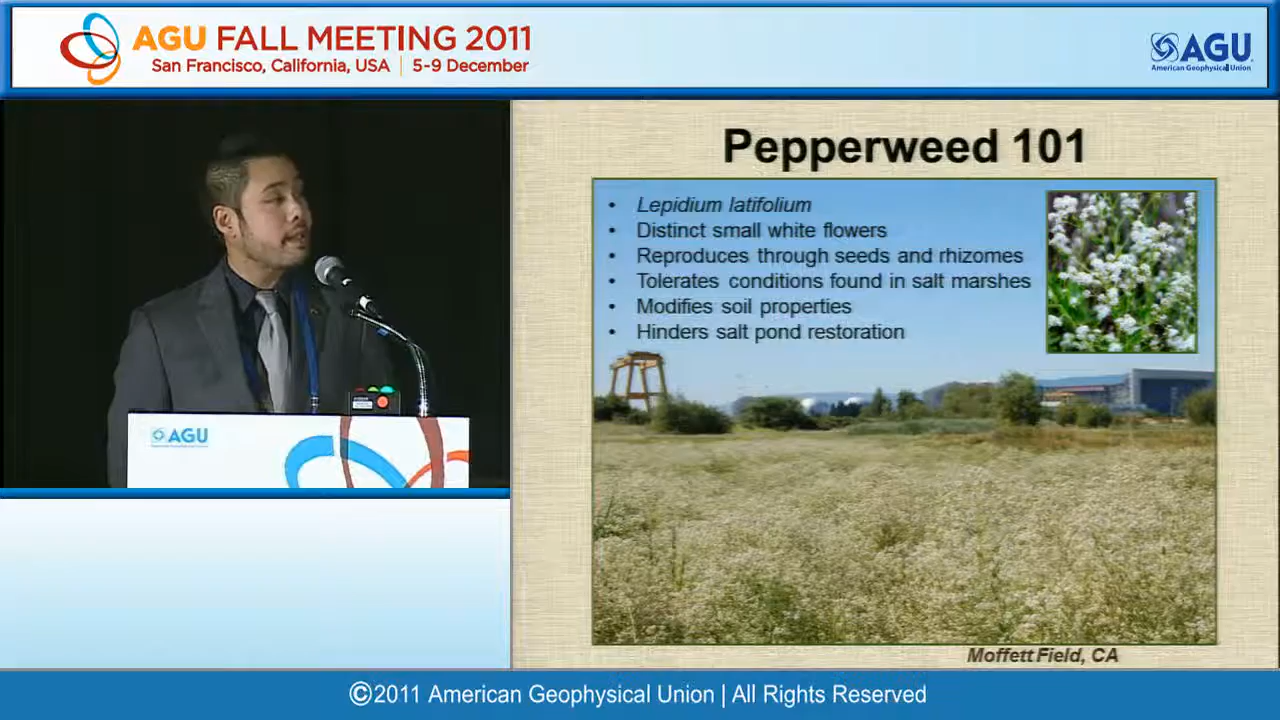 AGU FALL MEETING 2011
San Francisco, California, USA | 5-9 December
AGU
American Geophysical Union
Pepperweed 101
• Lepidium latifolium
• Distinct small white flowers
• Reproduces through seeds and rhizomes
• Tolerates conditions found in salt marshes
• Modifies soil properties
• Hinders salt pond restoration
AGU
Moffett Field, CA
©2011 American Geophysical Union | All Rights Reserved